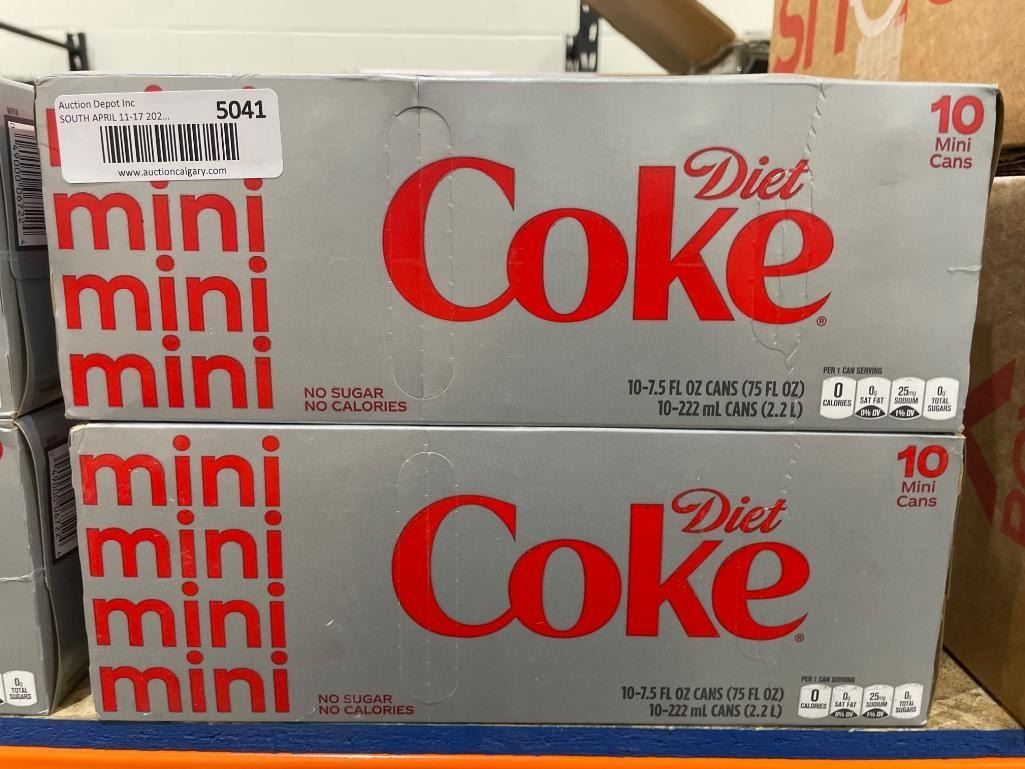 Auction Depot Inc
SOUTH APRIL 11-17 202...
5041
www.auctioncalgary.com
mini
mini
mini
Diet
Coke
®
10
Mini
Cans
NO SUGAR
NO CALORIES
10-7.5 FL OZ CANS (75 FL OZ)
10-222 mL CANS (2.2 L)
PER 1 CAN SERVING
0
CALORIES
0g
SAT FAT
0% DV
25mg
SODIUM
1% DV
0g
TOTAL
SUGARS
mini
mini
mini
mini
Diet
Coke
®
10
Mini
Cans
NO SUGAR
NO CALORIES
10-7.5 FL OZ CANS (75 FL OZ)
10-222 mL CANS (2.2 L)
PER 1 CAN SERVING
0
CALORIES
0g
SAT FAT
0% DV
25mg
SODIUM
1% DV
0g
TOTAL
SUGARS
0g
TOTAL
SUGARS